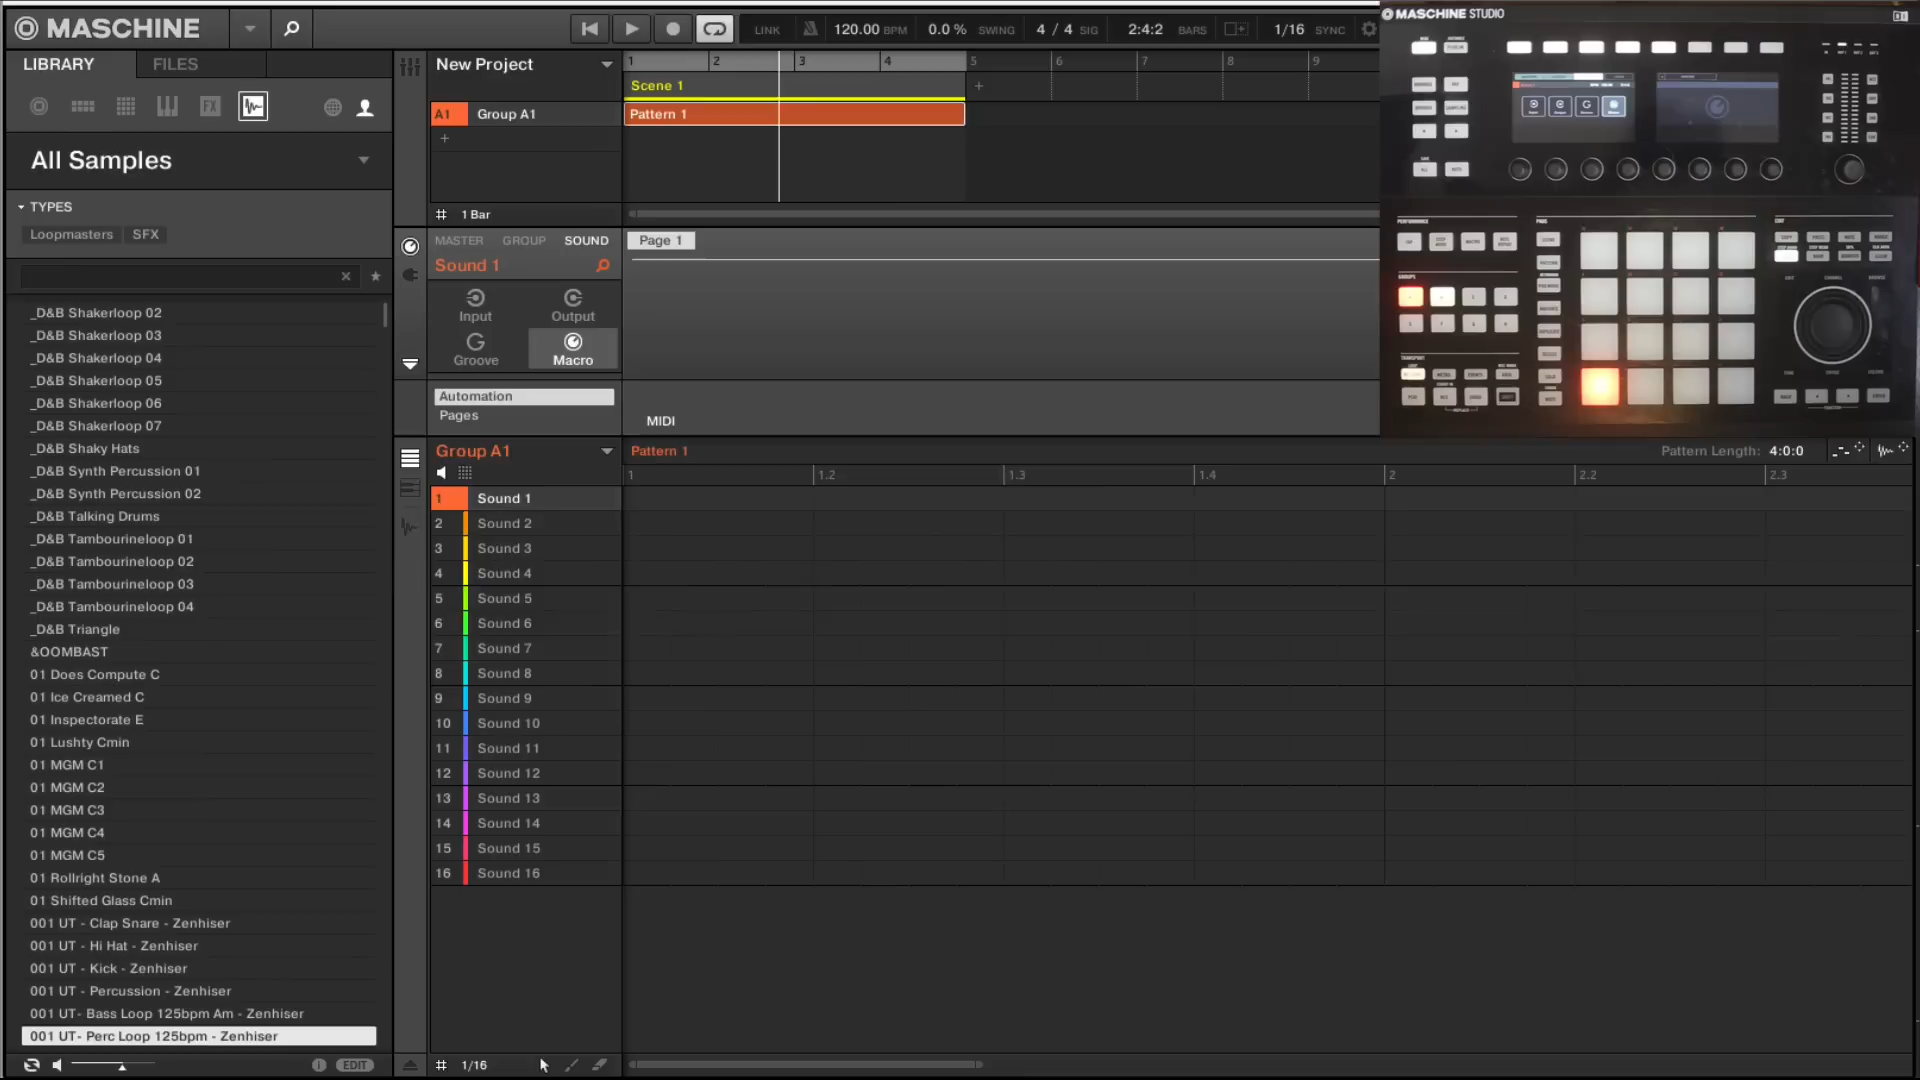 MASCHINE
LINK
120.00 BPM
0.0 % SWING
4 / 4 SIG
2:4:2 BARS
1/16 SYNC
MASCHINE STUDIO
LIBRARY
FILES
New Project
1 2 3 4 5 6 7 8 9
Scene 1
A1 Group A1
Pattern 1
All Samples
TYPES
1 Bar
Loopmasters SFX
MASTER GROUP SOUND
Page 1
Sound 1
Input Output
Groove Macro
Automation
Pages
MIDI
_D&B Shakerloop 02
_D&B Shakerloop 03
_D&B Shakerloop 04
_D&B Shakerloop 05
_D&B Shakerloop 06
_D&B Shakerloop 07
_D&B Shaky Hats
_D&B Synth Percussion 01
_D&B Synth Percussion 02
_D&B Talking Drums
_D&B Tambourineloop 01
_D&B Tambourineloop 02
_D&B Tambourineloop 03
_D&B Tambourineloop 04
_D&B Triangle
&OOMBAST
01 Does Compute C
01 Ice Creamed C
01 Inspectorate E
01 Lushty Cmin
01 MGM C1
01 MGM C2
01 MGM C3
01 MGM C4
01 MGM C5
01 Rollright Stone A
01 Shifted Glass Cmin
001 UT - Clap Snare - Zenhiser
001 UT - Hi Hat - Zenhiser
001 UT - Kick - Zenhiser
001 UT - Percussion - Zenhiser
001 UT- Bass Loop 125bpm Am - Zenhiser
001 UT- Perc Loop 125bpm - Zenhiser
EDIT
Group A1
Pattern 1
Pattern Length: 4:0:0
1 1.2 1.3 1.4 2 2.2 2.3
1 Sound 1
2 Sound 2
3 Sound 3
4 Sound 4
5 Sound 5
6 Sound 6
7 Sound 7
8 Sound 8
9 Sound 9
10 Sound 10
11 Sound 11
12 Sound 12
13 Sound 13
14 Sound 14
15 Sound 15
16 Sound 16
1/16